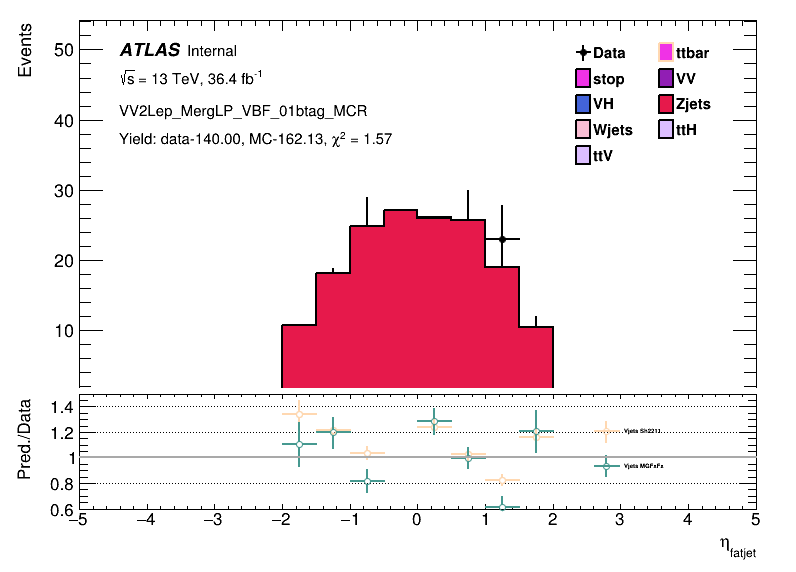 Events
50
40
30
20
10
ATLAS Internal
√s = 13 TeV, 36.4 fb⁻¹
VV2Lep_MergLP_VBF_01btag_MCR
Yield: data-140.00, MC-162.13, χ² = 1.57
Data
ttbar
stop
VV
VH
Zjets
Wjets
ttH
ttV
Pred./Data
1.4
1.2
1
0.8
0.6
Vjets Sh2211
Vjets MGFxFx
−5 −4 −3 −2 −1 0 1 2 3 4 5
η_fatjet